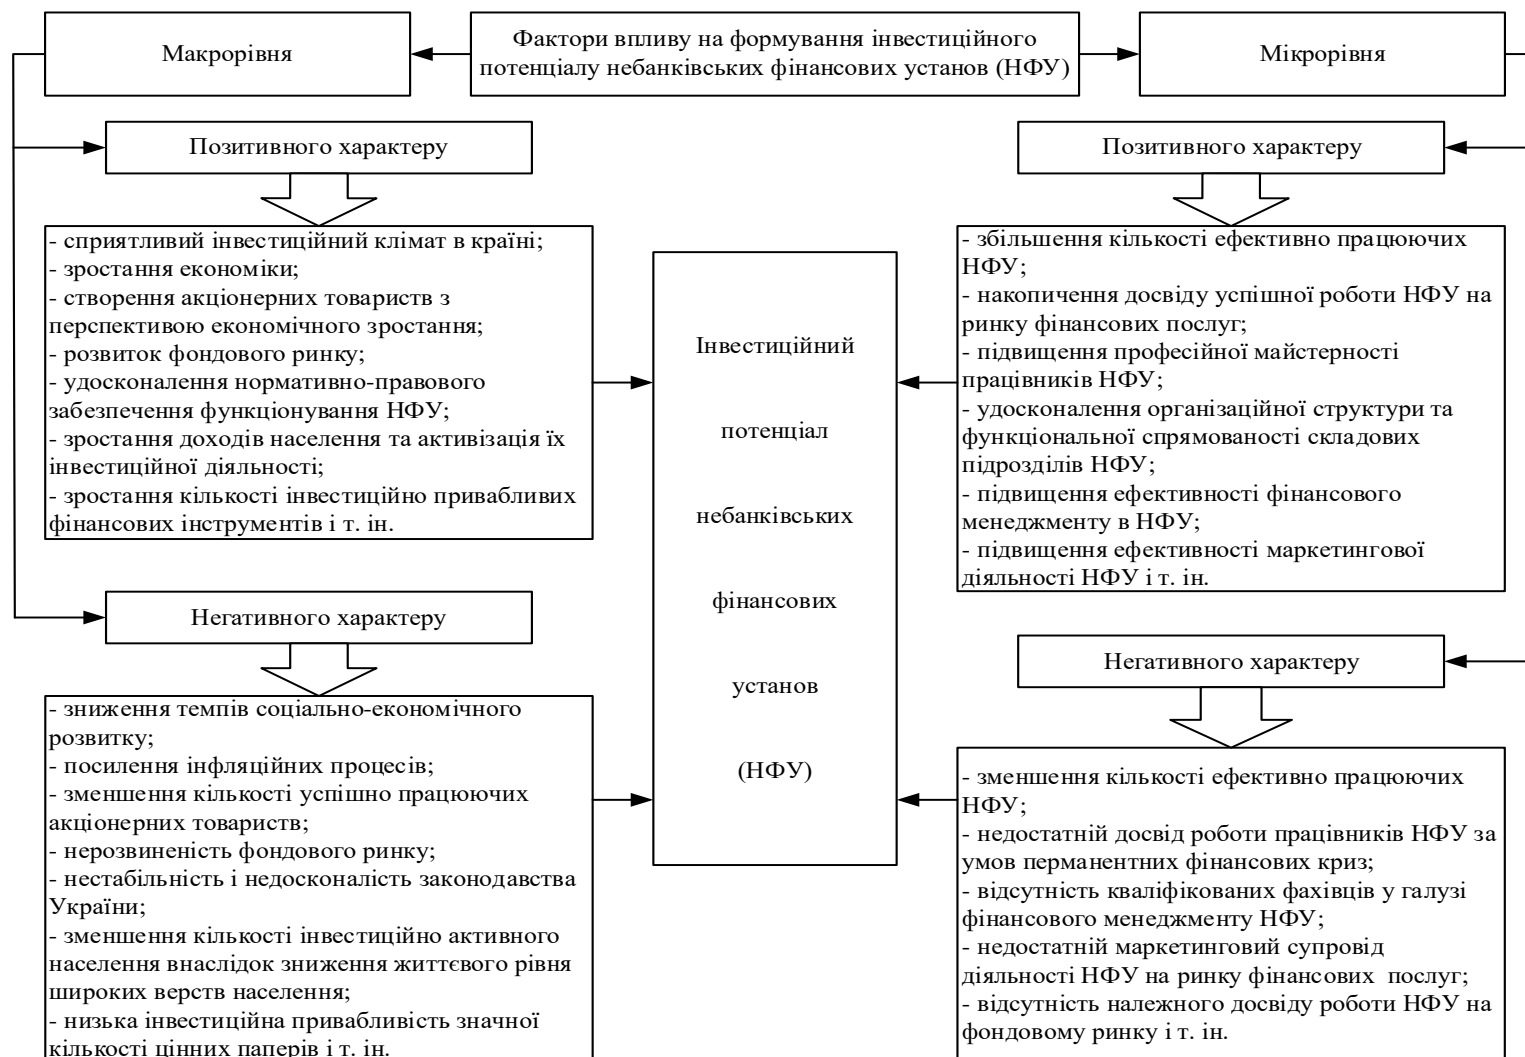 Макрорівня
Фактори впливу на формування інвестиційного
потенціалу небанківських фінансових установ (НФУ)
Мікрорівня
Позитивного характеру
- сприятливий інвестиційний клімат в країні;
- зростання економіки;
- створення акціонерних товариств з
перспективою економічного зростання;
- розвиток фондового ринку;
- удосконалення нормативно-правового
забезпечення функціонування НФУ;
- зростання доходів населення та активізація їх
інвестиційної діяльності;
- зростання кількості інвестиційно привабливих
фінансових інструментів і т. ін.
Негативного характеру
- зниження темпів соціально-економічного
розвитку;
- посилення інфляційних процесів;
- зменшення кількості успішно працюючих
акціонерних товариств;
- нерозвиненість фондового ринку;
- нестабільність і недосконалість законодавства
України;
- зменшення кількості інвестиційно активного
населення внаслідок зниження життєвого рівня
широких верств населення;
- низька інвестиційна привабливість значної
кількості цінних паперів і т. ін.
Інвестиційний
потенціал
небанківських
фінансових
установ
(НФУ)
Позитивного характеру
- збільшення кількості ефективно працюючих
НФУ;
- накопичення досвіду успішної роботи НФУ на
ринку фінансових послуг;
- підвищення професійної майстерності
працівників НФУ;
- удосконалення організаційної структури та
функціональної спрямованості складових
підрозділів НФУ;
- підвищення ефективності фінансового
менеджменту в НФУ;
- підвищення ефективності маркетингової
діяльності НФУ і т. ін.
Негативного характеру
- зменшення кількості ефективно працюючих
НФУ;
- недостатній досвід роботи працівників НФУ за
умов перманентних фінансових криз;
- відсутність кваліфікованих фахівців у галузі
фінансового менеджменту НФУ;
- недостатній маркетинговий супровід
діяльності НФУ на ринку фінансових  послуг;
- відсутність належного досвіду роботи НФУ на
фондовому ринку і т. ін.